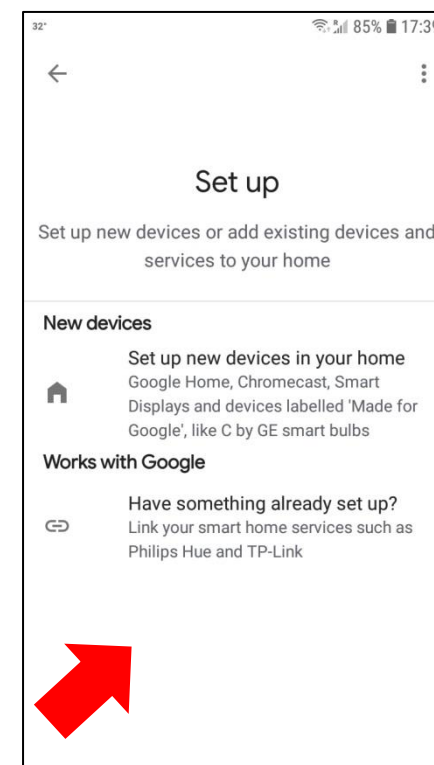 32°
85% 17:39
Set up
Set up new devices or add existing devices and
services to your home
New devices
Set up new devices in your home
Google Home, Chromecast, Smart
Displays and devices labelled 'Made for
Google', like C by GE smart bulbs
Works with Google
Have something already set up?
Link your smart home services such as
Philips Hue and TP-Link